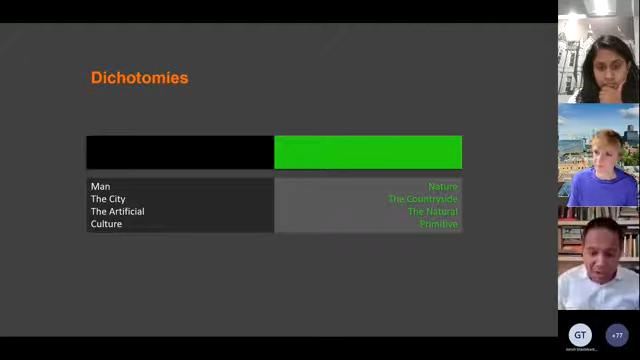 Dichotomies
Man
Nature
The City
The Countryside
The Artificial
The Natural
Culture
Primitive
GT
+77